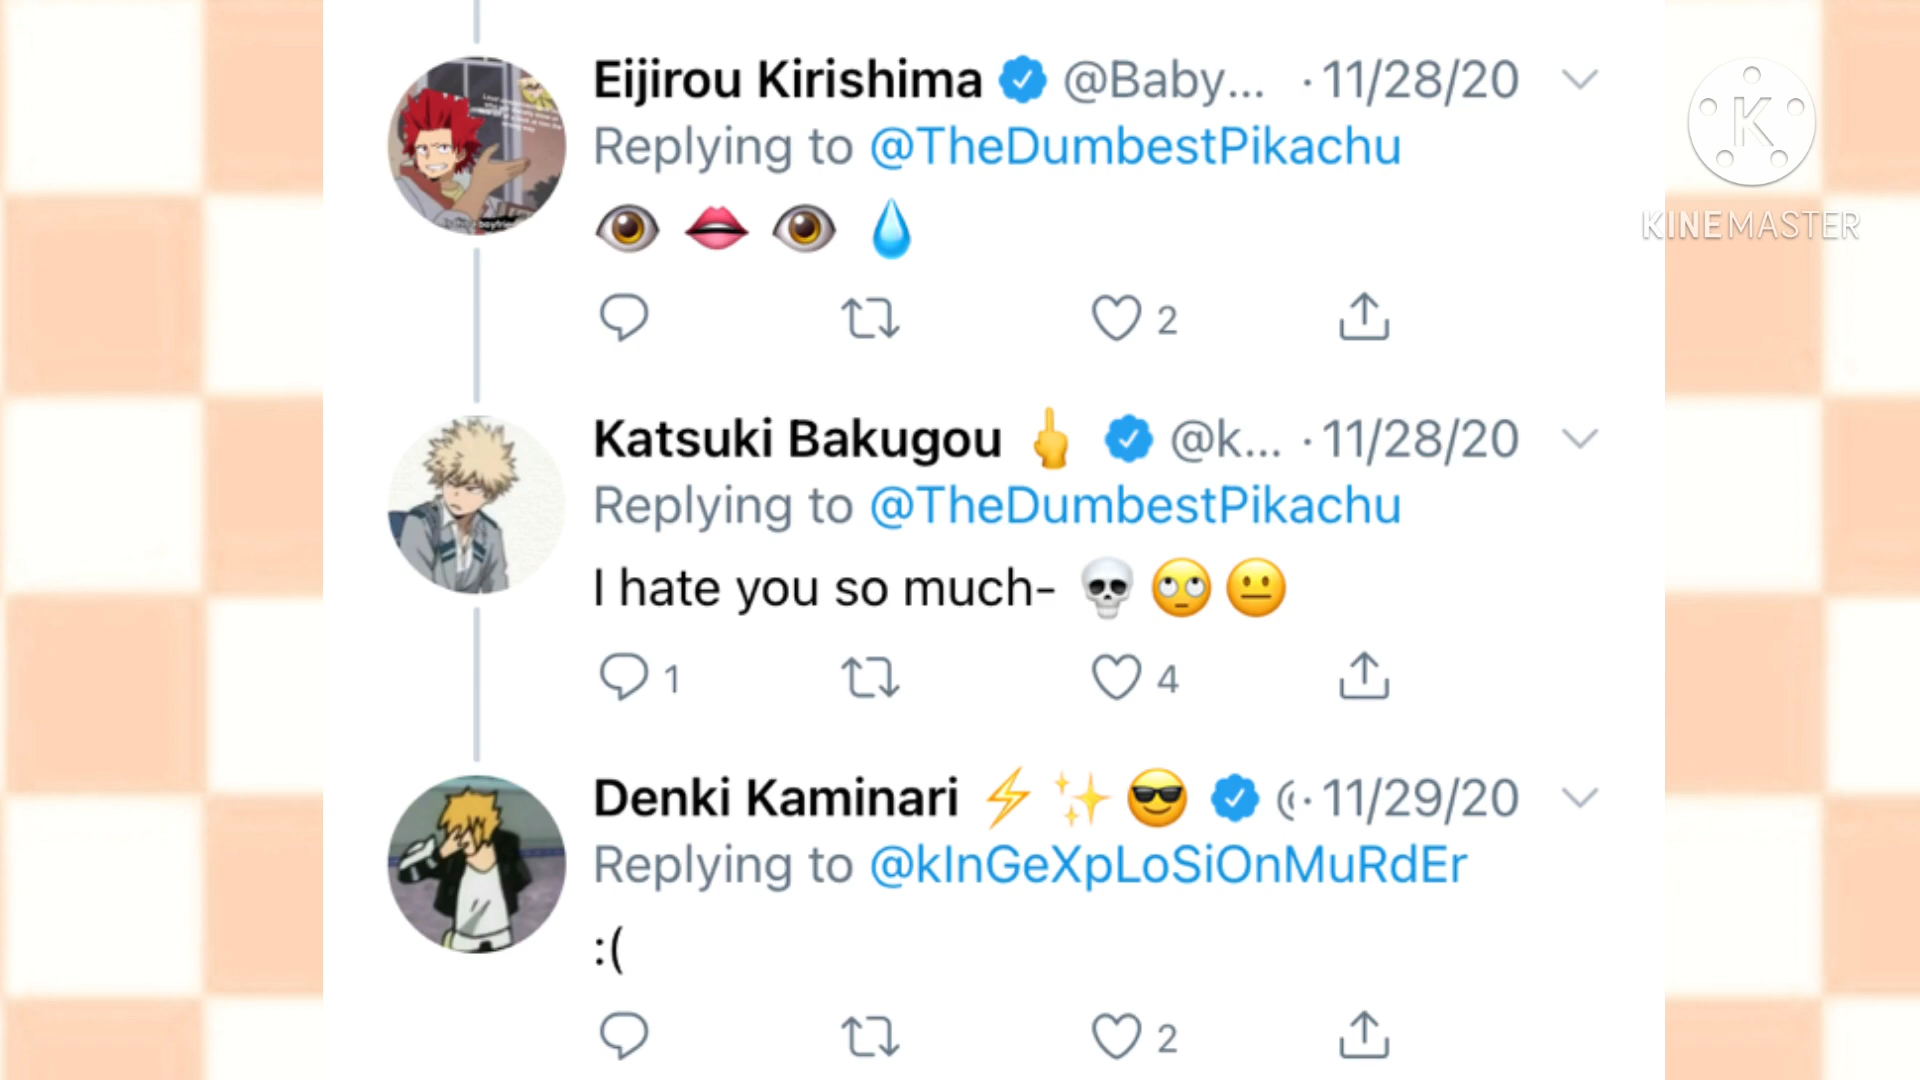 Eijirou Kirishima @Baby... · 11/28/20
Replying to @TheDumbestPikachu
👁️ 👄 👁️ 💧
2
KINEMASTER
Katsuki Bakugou 🖕 @k... · 11/28/20
Replying to @TheDumbestPikachu
I hate you so much- 💀🙄😐
1 4
Denki Kaminari ⚡ ✨ 😎 (· 11/29/20
Replying to @kInGeXpLoSiOnMuRdEr
:(
2